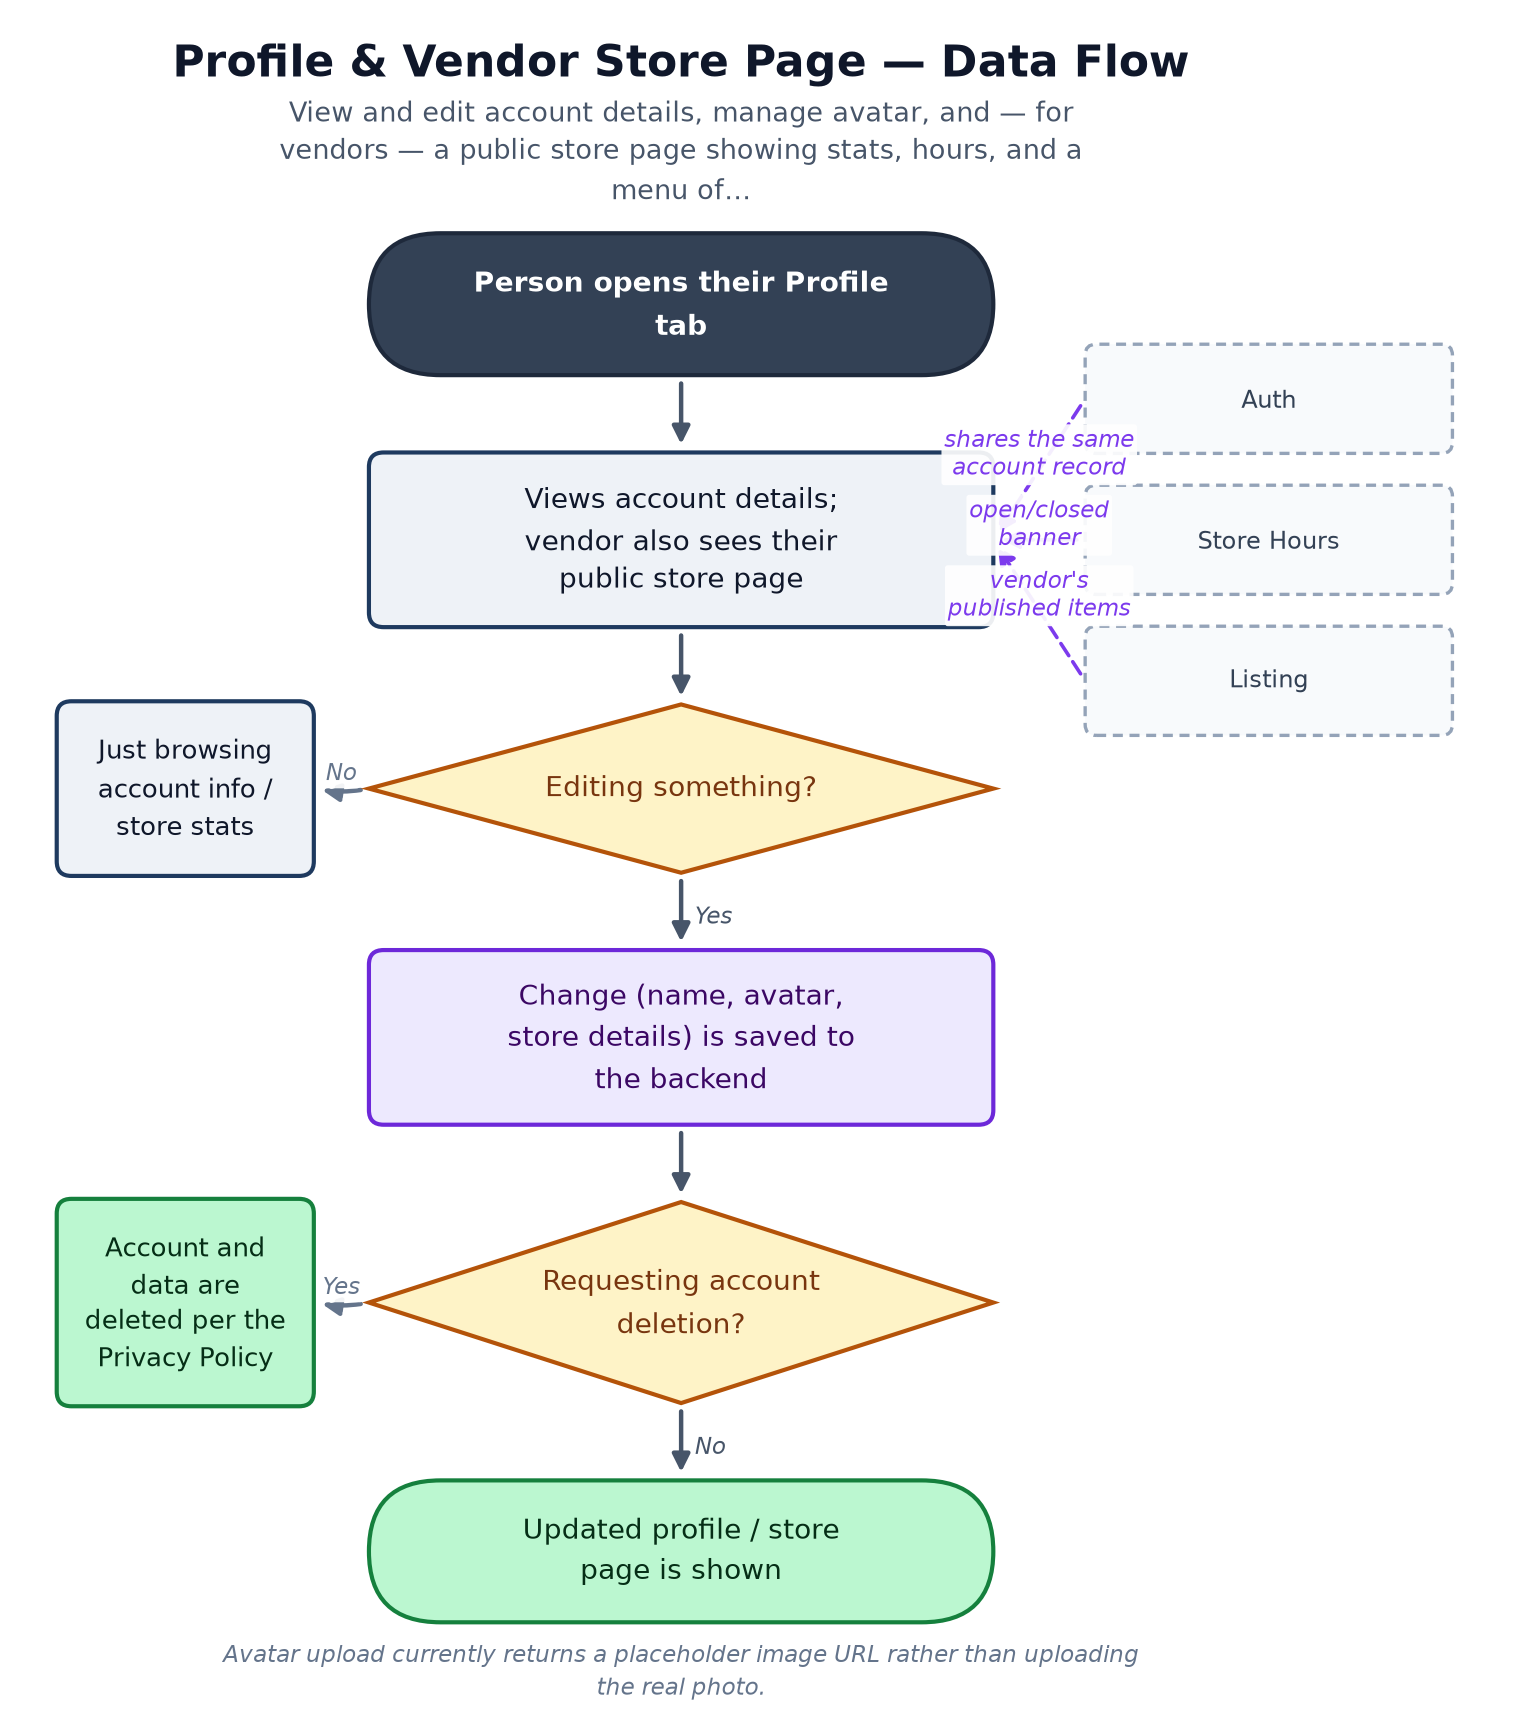 Profile & Vendor Store Page — Data Flow
View and edit account details, manage avatar, and — for
vendors — a public store page showing stats, hours, and a
menu of...
Person opens their Profile
tab
Auth
shares the same
account record
Views account details;
vendor also sees their
public store page
open/closed
banner
Store Hours
vendor's
published items
Listing
Just browsing
account info /
store stats
No
Editing something?
Yes
Change (name, avatar,
store details) is saved to
the backend
Account and
data are
deleted per the
Privacy Policy
Yes
Requesting account
deletion?
No
Updated profile / store
page is shown
Avatar upload currently returns a placeholder image URL rather than uploading
the real photo.